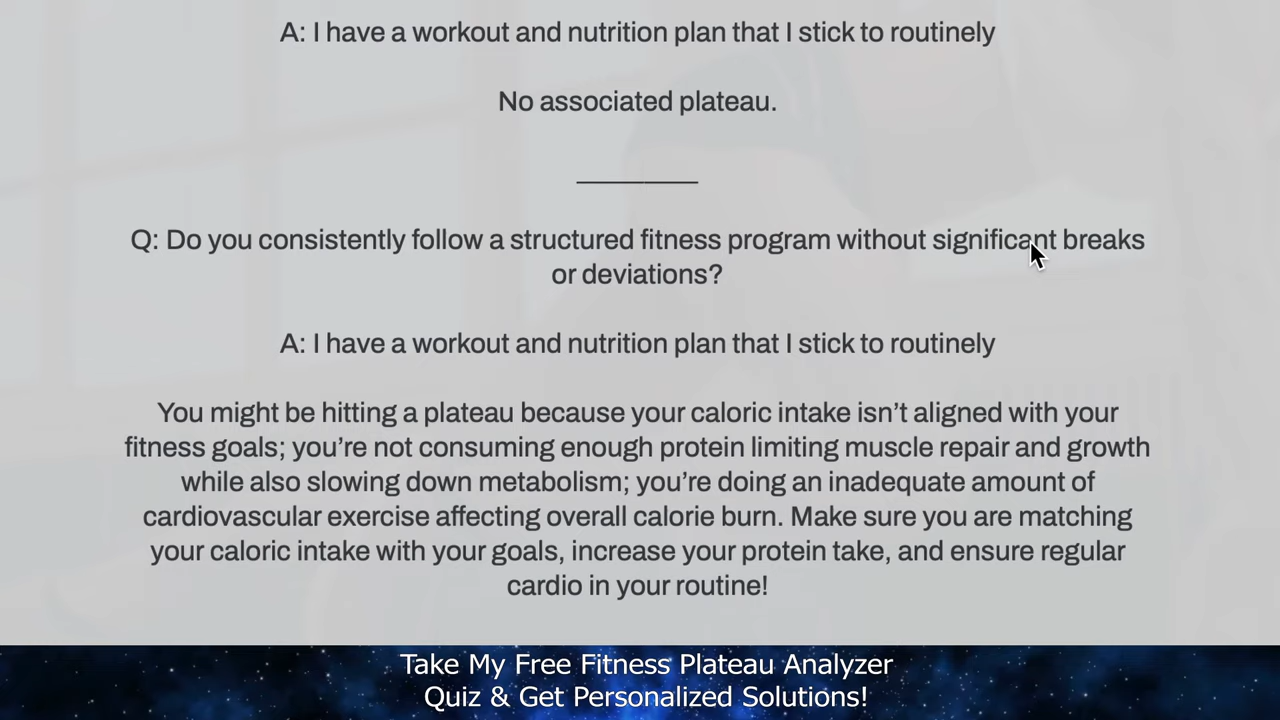 A: I have a workout and nutrition plan that I stick to routinely
No associated plateau.
Q: Do you consistently follow a structured fitness program without significant breaks
or deviations?
A: I have a workout and nutrition plan that I stick to routinely
You might be hitting a plateau because your caloric intake isn’t aligned with your
fitness goals; you’re not consuming enough protein limiting muscle repair and growth
while also slowing down metabolism; you’re doing an inadequate amount of
cardiovascular exercise affecting overall calorie burn. Make sure you are matching
your caloric intake with your goals, increase your protein take, and ensure regular
cardio in your routine!
Take My Free Fitness Plateau Analyzer
Quiz & Get Personalized Solutions!